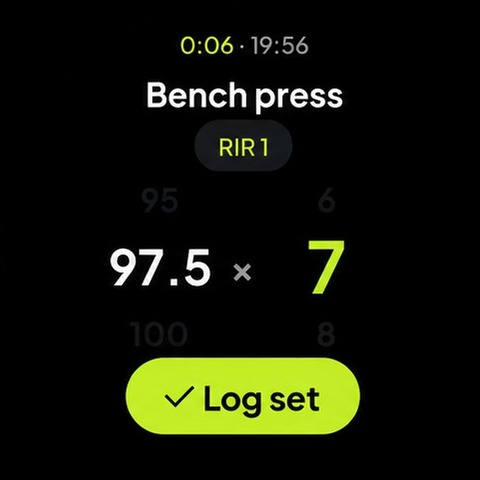 0:06 · 19:56
Bench press
RIR 1
95 6
97.5 × 7
100 8
✓ Log set